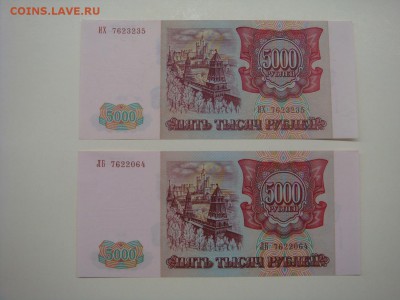 COINS.LAVE.RU
ИХ 7623235
5000
РУБЛЕЙ
ИХ 7623235
5000
ПЯТЬ ТЫСЯЧ РУБЛЕЙ
ЛБ 7622064
5000
РУБЛЕЙ
ЛБ 7622064
5000
ПЯТЬ ТЫСЯЧ РУБЛЕЙ